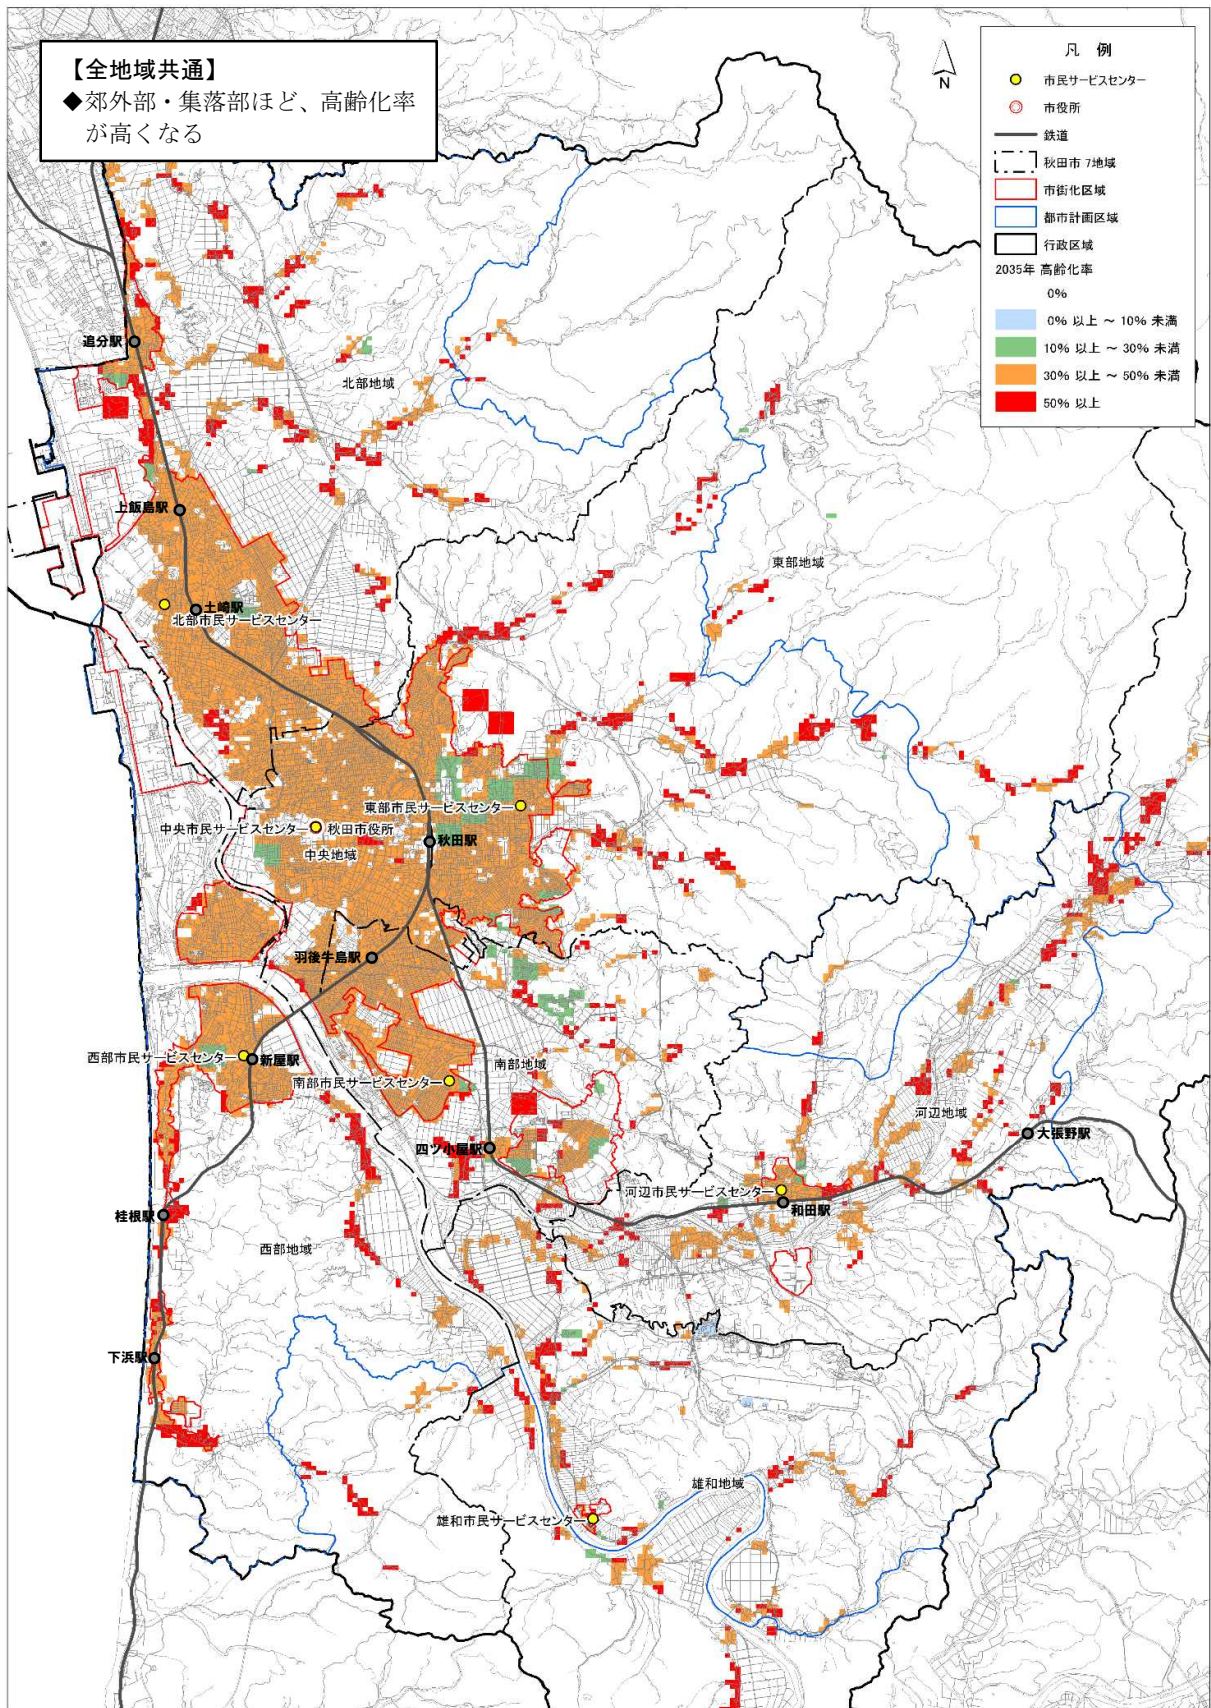 【全地域共通】
◆郊外部・集落部ほど、高齢化率
が高くなる
N
凡 例
市民サービスセンター
市役所
鉄道
秋田市 7地域
市街化区域
都市計画区域
行政区域
2035年 高齢化率
0%
0% 以上 ～ 10% 未満
10% 以上 ～ 30% 未満
30% 以上 ～ 50% 未満
50% 以上
追分駅
北部地域
上飯島駅
東部地域
土崎駅
北部市民サービスセンター
東部市民サービスセンター
中央市民サービスセンター
秋田市役所
秋田駅
中央地域
羽後牛島駅
西部市民サービスセンター
新屋駅
南部地域
南部市民サービスセンター
河辺地域
大張野駅
四ツ小屋駅
河辺市民サービスセンター
和田駅
桂根駅
西部地域
下浜駅
雄和地域
雄和市民サービスセンター